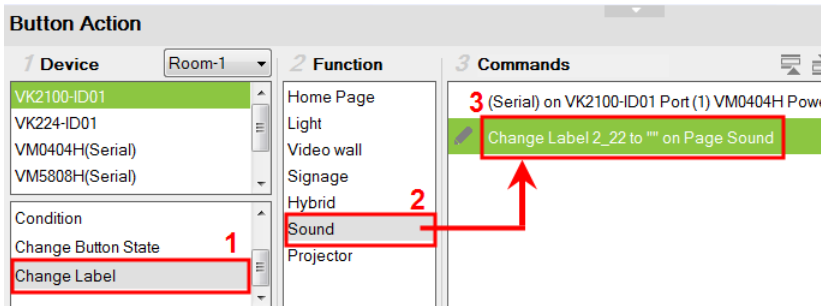 Button Action
1 Device
Room-1
2 Function
3 Commands
VK2100-ID01
VK224-ID01
VM0404H(Serial)
VM5808H(Serial)
Condition
Change Button State
1
Change Label
Home Page
Light
Video wall
Signage
Hybrid
2
Sound
Projector
3 (Serial) on VK2100-ID01 Port (1) VM0404H Powe
Change Label 2_22 to "" on Page Sound